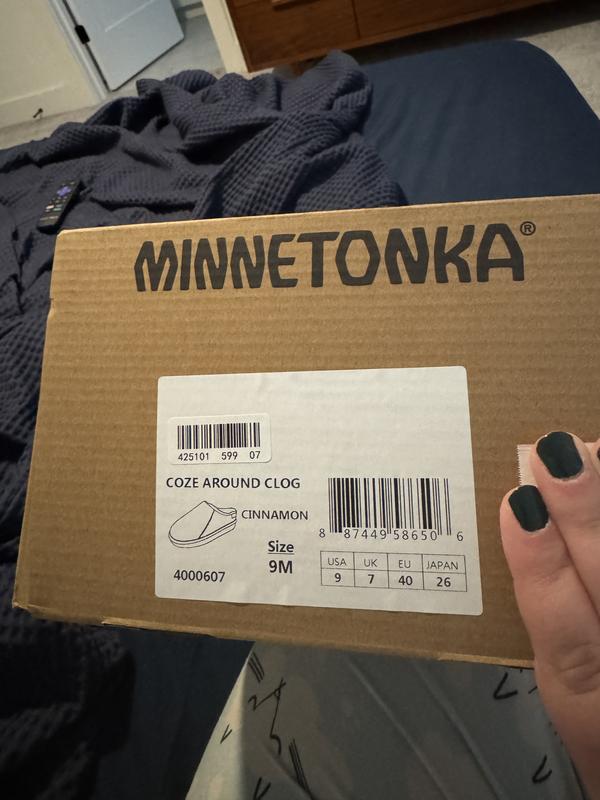 MINNETONKA®
425101 599 07
COZE AROUND CLOG
CINNAMON
Size
9M
4000607
8 87449 58650 6
USA UK EU JAPAN
9 7 40 26